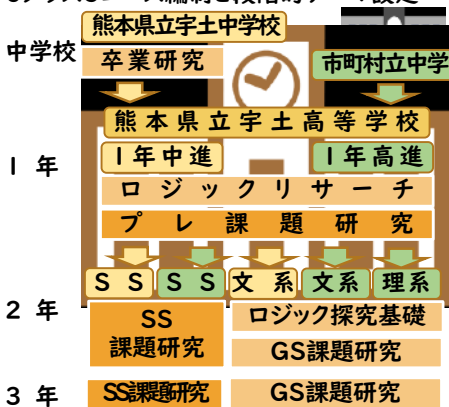 熊本県立宇土中学校
中学校
卒業研究
市町村立中学
熊本県立宇土高等学校
1年
1年中進
1年高進
ロジックリサーチ
プレ課題研究
SS
SS
文系
文系
理系
2年
SS
課題研究
ロジック探究基礎
GS課題研究
3年
SS課題研究
GS課題研究